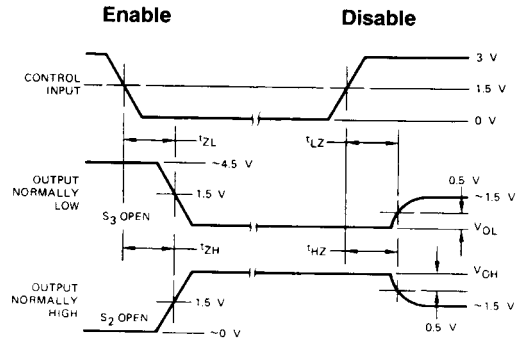 Enable Disable
CONTROL INPUT
3 V
1.5 V
0 V
tZL
tLZ
OUTPUT NORMALLY LOW
~4.5 V
1.5 V
S3 OPEN
0.5 V
~1.5 V
VOL
tZH
tHZ
OUTPUT NORMALLY HIGH
1.5 V
S2 OPEN
~0 V
VOH
~1.5 V
0.5 V